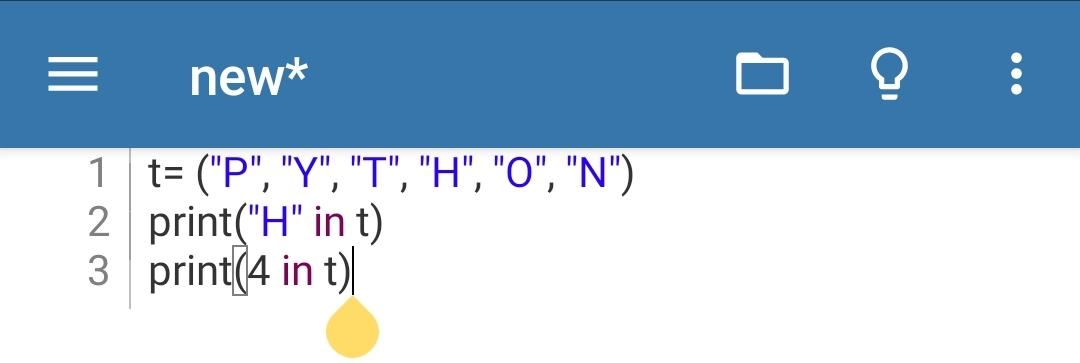 new*
1 t= ("P", "Y", "T", "H", "O", "N")
2 print("H" in t)
3 print(4 in t)